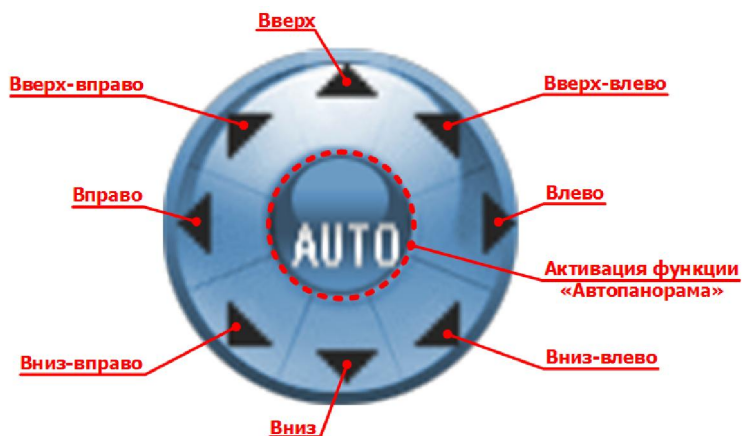 Вверх
Вверх-вправо
Вверх-влево
Вправо
Влево
AUTO
Активация функции
«Автопанорама»
Вниз-вправо
Вниз-влево
Вниз